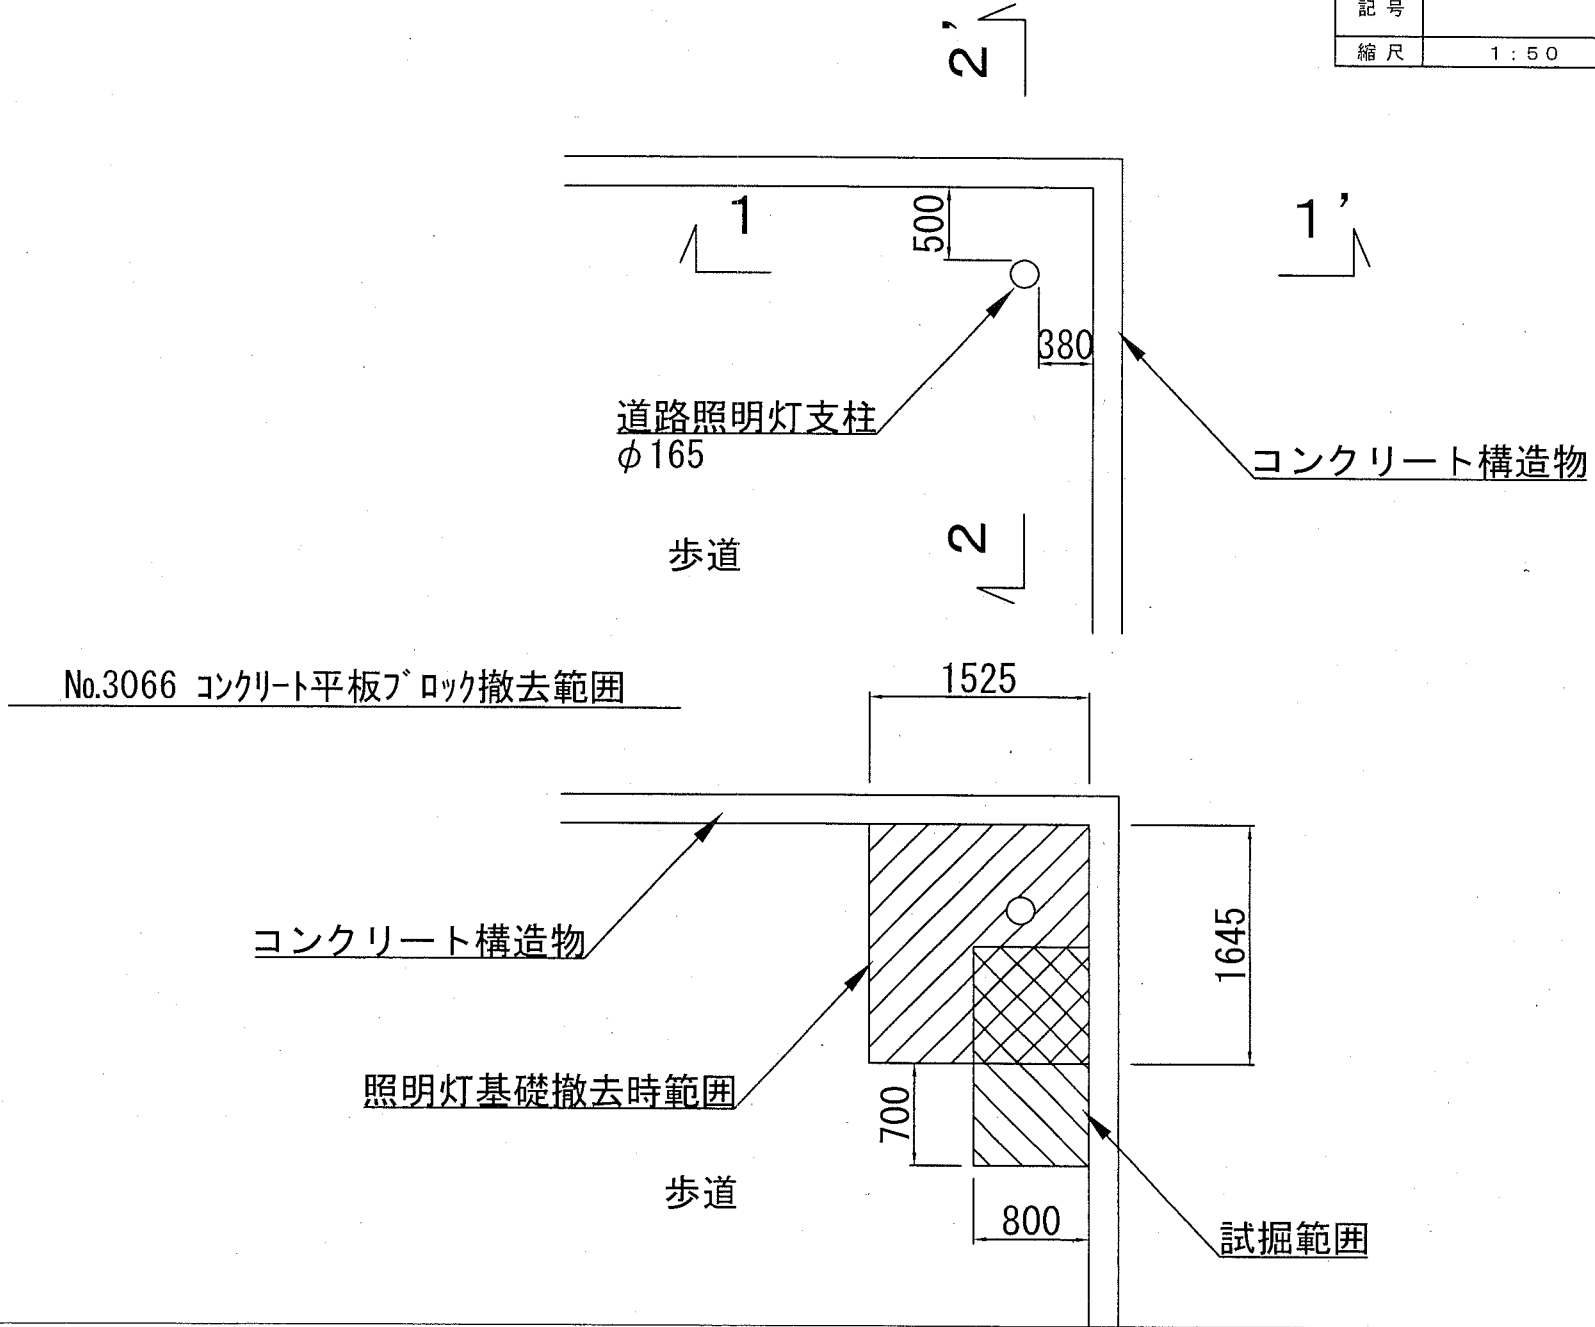 記号
縮尺 1:50
2'
1
500
1'
380
道路照明灯支柱
φ165
コンクリート構造物
2
歩道
No.3066 コンクリート平板ブロック撤去範囲
1525
コンクリート構造物
1645
照明灯基礎撤去時範囲
700
歩道
800
試掘範囲